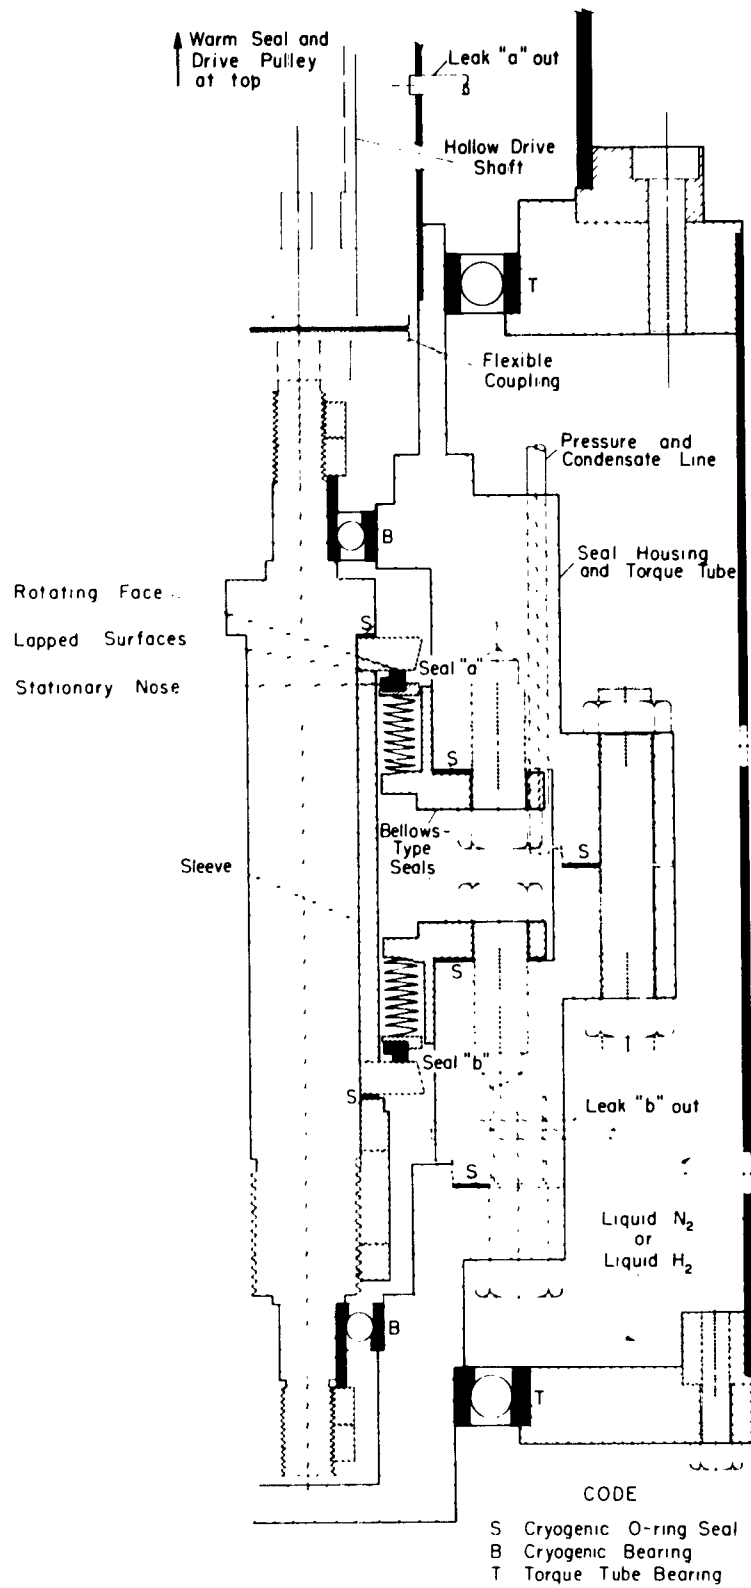 Warm Seal and
Drive Pulley
at top
Leak "a" out
Hollow Drive
Shaft
T
Flexible
Coupling
Pressure and
Condensate Line
B
Seal Housing
and Torque Tube
Rotating Face
S
Lapped Surfaces
Seal "a"
Stationary Nose
S
Bellows-
Type
Seals
S
Sleeve
S
Seal "b"
S
Leak "b" out
S
Liquid N₂
or
Liquid H₂
B
T
CODE
S Cryogenic O-ring Seal
B Cryogenic Bearing
T Torque Tube Bearing